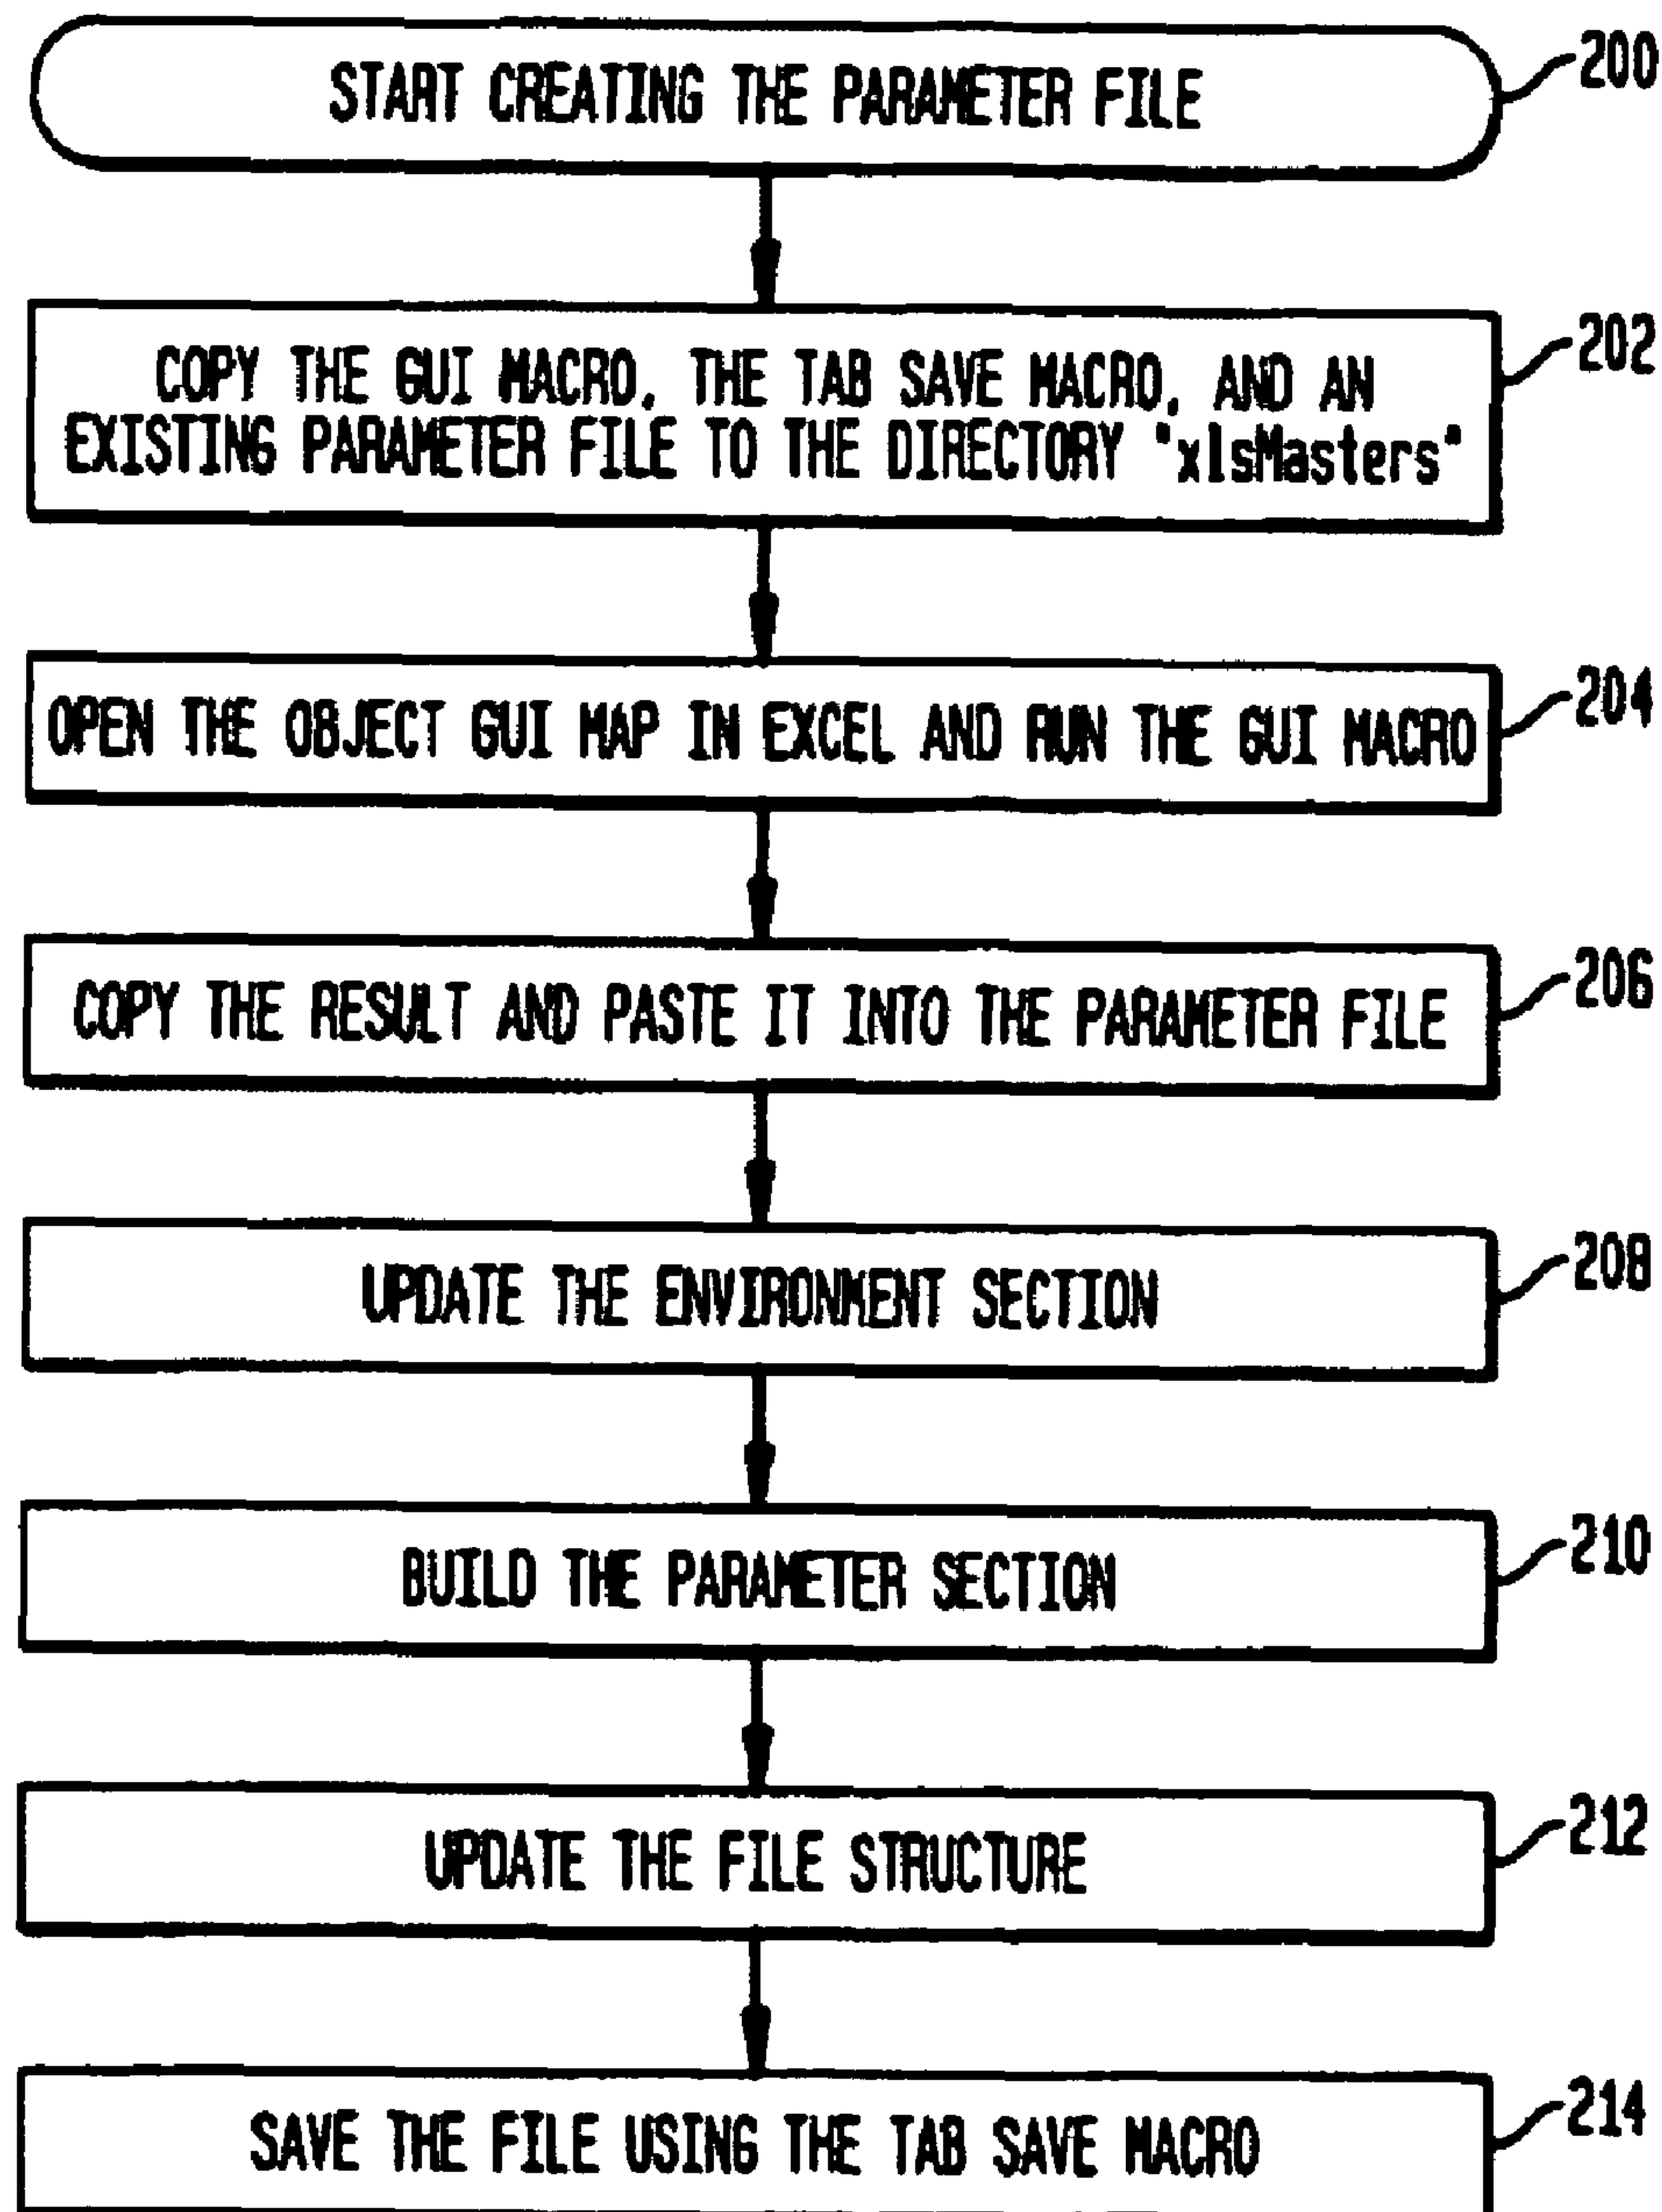 START CREATING THE PARAMETER FILE
200
COPY THE GUI MACRO, THE TAB SAVE MACRO, AND AN
EXISTING PARAMETER FILE TO THE DIRECTORY "xlsMasters"
202
OPEN THE OBJECT GUI MAP IN EXCEL AND RUN THE GUI MACRO
204
COPY THE RESULT AND PASTE IT INTO THE PARAMETER FILE
206
UPDATE THE ENVIRONMENT SECTION
208
BUILD THE PARAMETER SECTION
210
UPDATE THE FILE STRUCTURE
212
SAVE THE FILE USING THE TAB SAVE MACRO
214